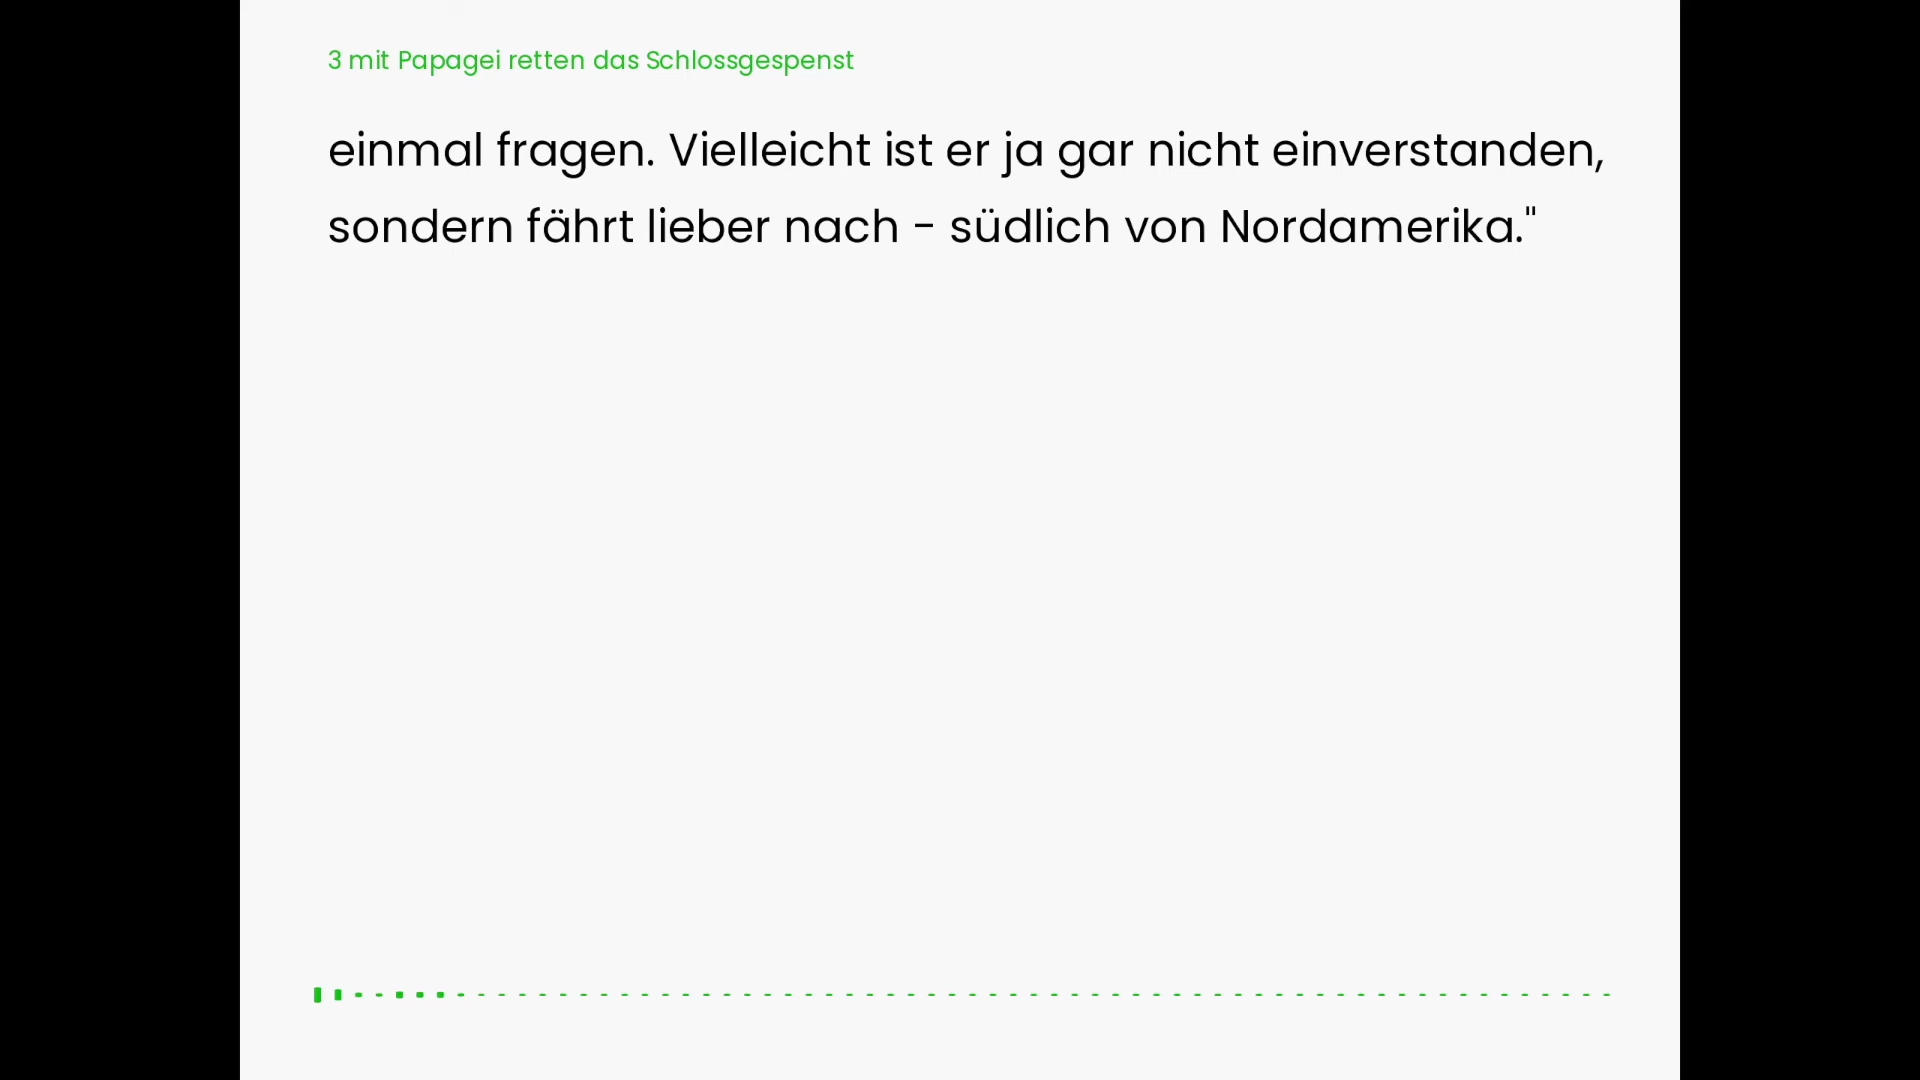 3 mit Papagei retten das Schlossgespenst
einmal fragen. Vielleicht ist er ja gar nicht einverstanden,
sondern fährt lieber nach - südlich von Nordamerika."